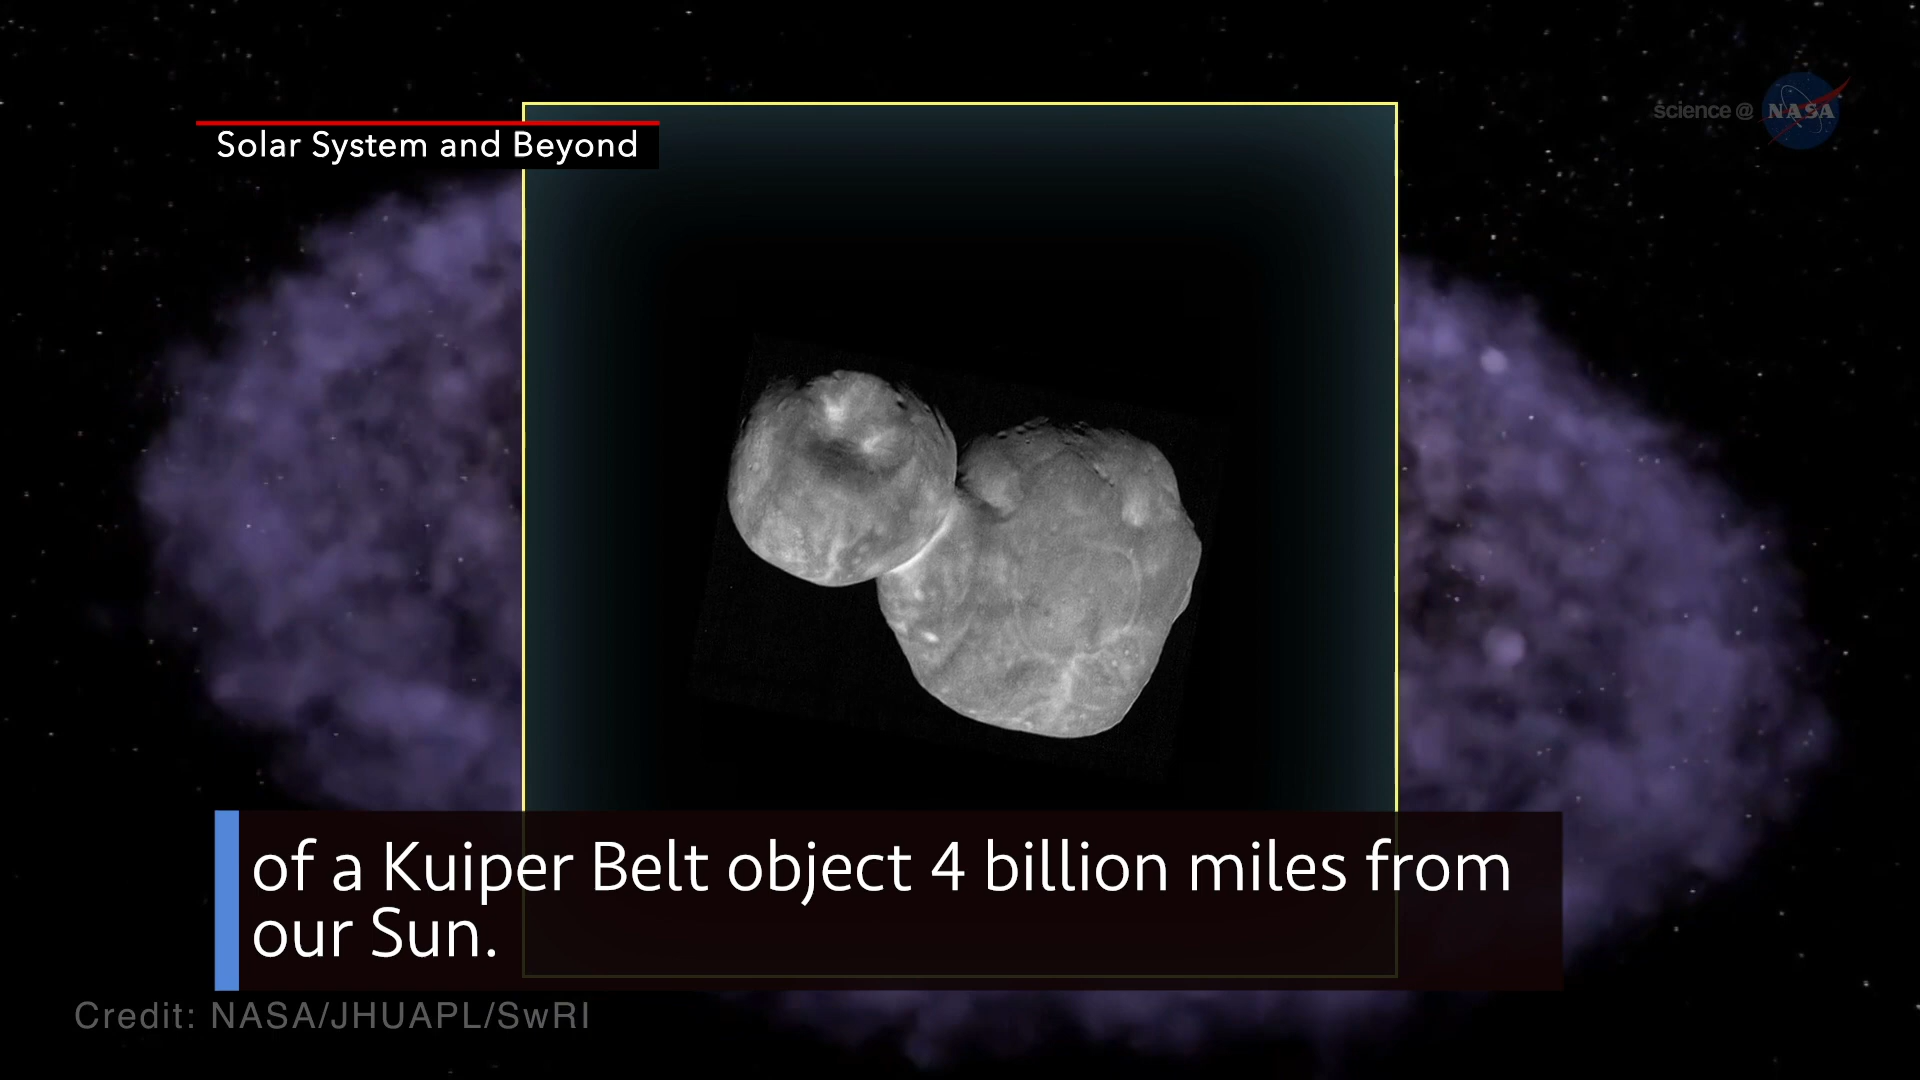 science @ NASA
Solar System and Beyond
of a Kuiper Belt object 4 billion miles from
our Sun.
Credit: NASA/JHUAPL/SwRI